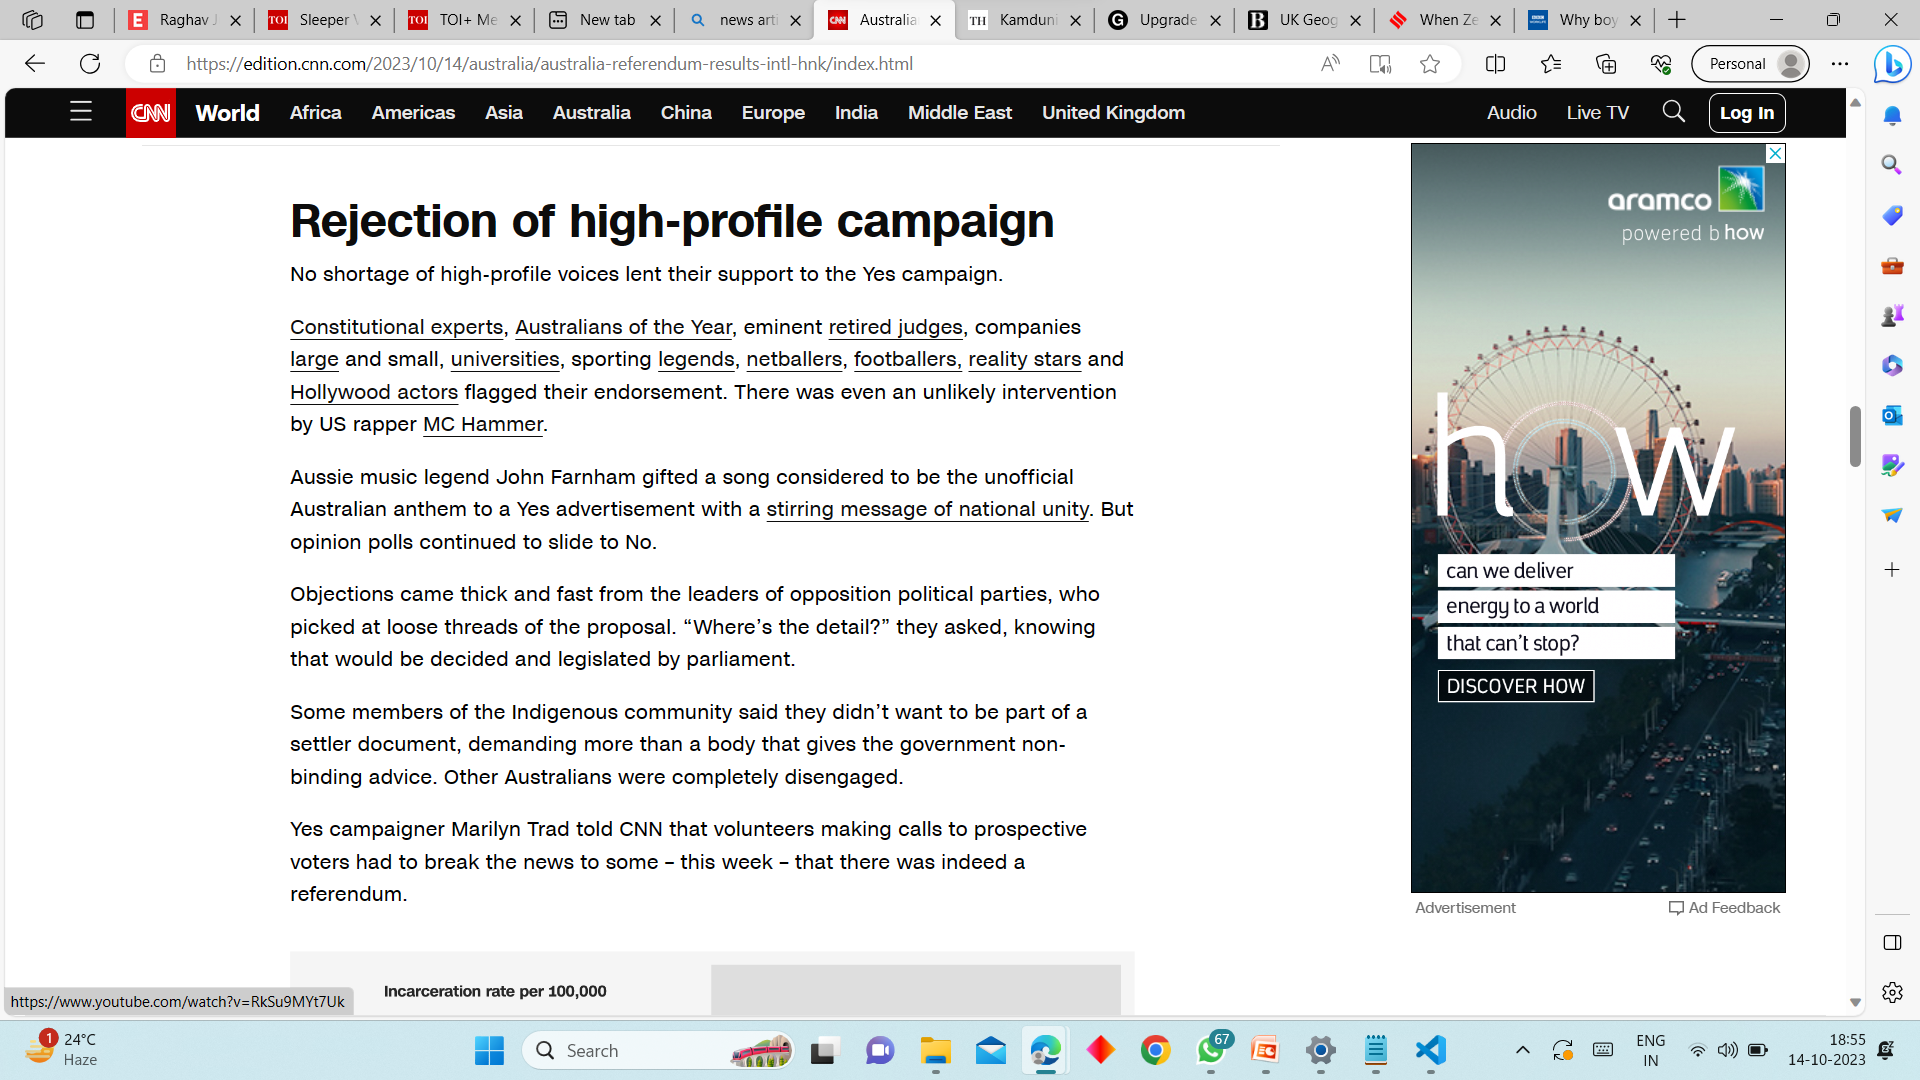 Raghav J
Sleeper V
TOI+ Me
New tab
news arti
Australia
Kamduni
Upgrade
UK Geog
When Ze
Why boy
https://edition.cnn.com/2023/10/14/australia/australia-referendum-results-intl-hnk/index.html
Personal
CNN World Africa Americas Asia Australia China Europe India Middle East United Kingdom Audio Live TV Log In
Rejection of high-profile campaign
No shortage of high-profile voices lent their support to the Yes campaign.
Constitutional experts, Australians of the Year, eminent retired judges, companies
large and small, universities, sporting legends, netballers, footballers, reality stars and
Hollywood actors flagged their endorsement. There was even an unlikely intervention
by US rapper MC Hammer.
Aussie music legend John Farnham gifted a song considered to be the unofficial
Australian anthem to a Yes advertisement with a stirring message of national unity. But
opinion polls continued to slide to No.
Objections came thick and fast from the leaders of opposition political parties, who
picked at loose threads of the proposal. “Where’s the detail?” they asked, knowing
that would be decided and legislated by parliament.
Some members of the Indigenous community said they didn’t want to be part of a
settler document, demanding more than a body that gives the government non-
binding advice. Other Australians were completely disengaged.
Yes campaigner Marilyn Trad told CNN that volunteers making calls to prospective
voters had to break the news to some – this week – that there was indeed a
referendum.
Incarceration rate per 100,000
aramco
powered b how
how
can we deliver
energy to a world
that can’t stop?
DISCOVER HOW
Advertisement
Ad Feedback
https://www.youtube.com/watch?v=RkSu9MYt7Uk
1
24°C
Haze
Search
67
ENG
IN
18:55
14-10-2023